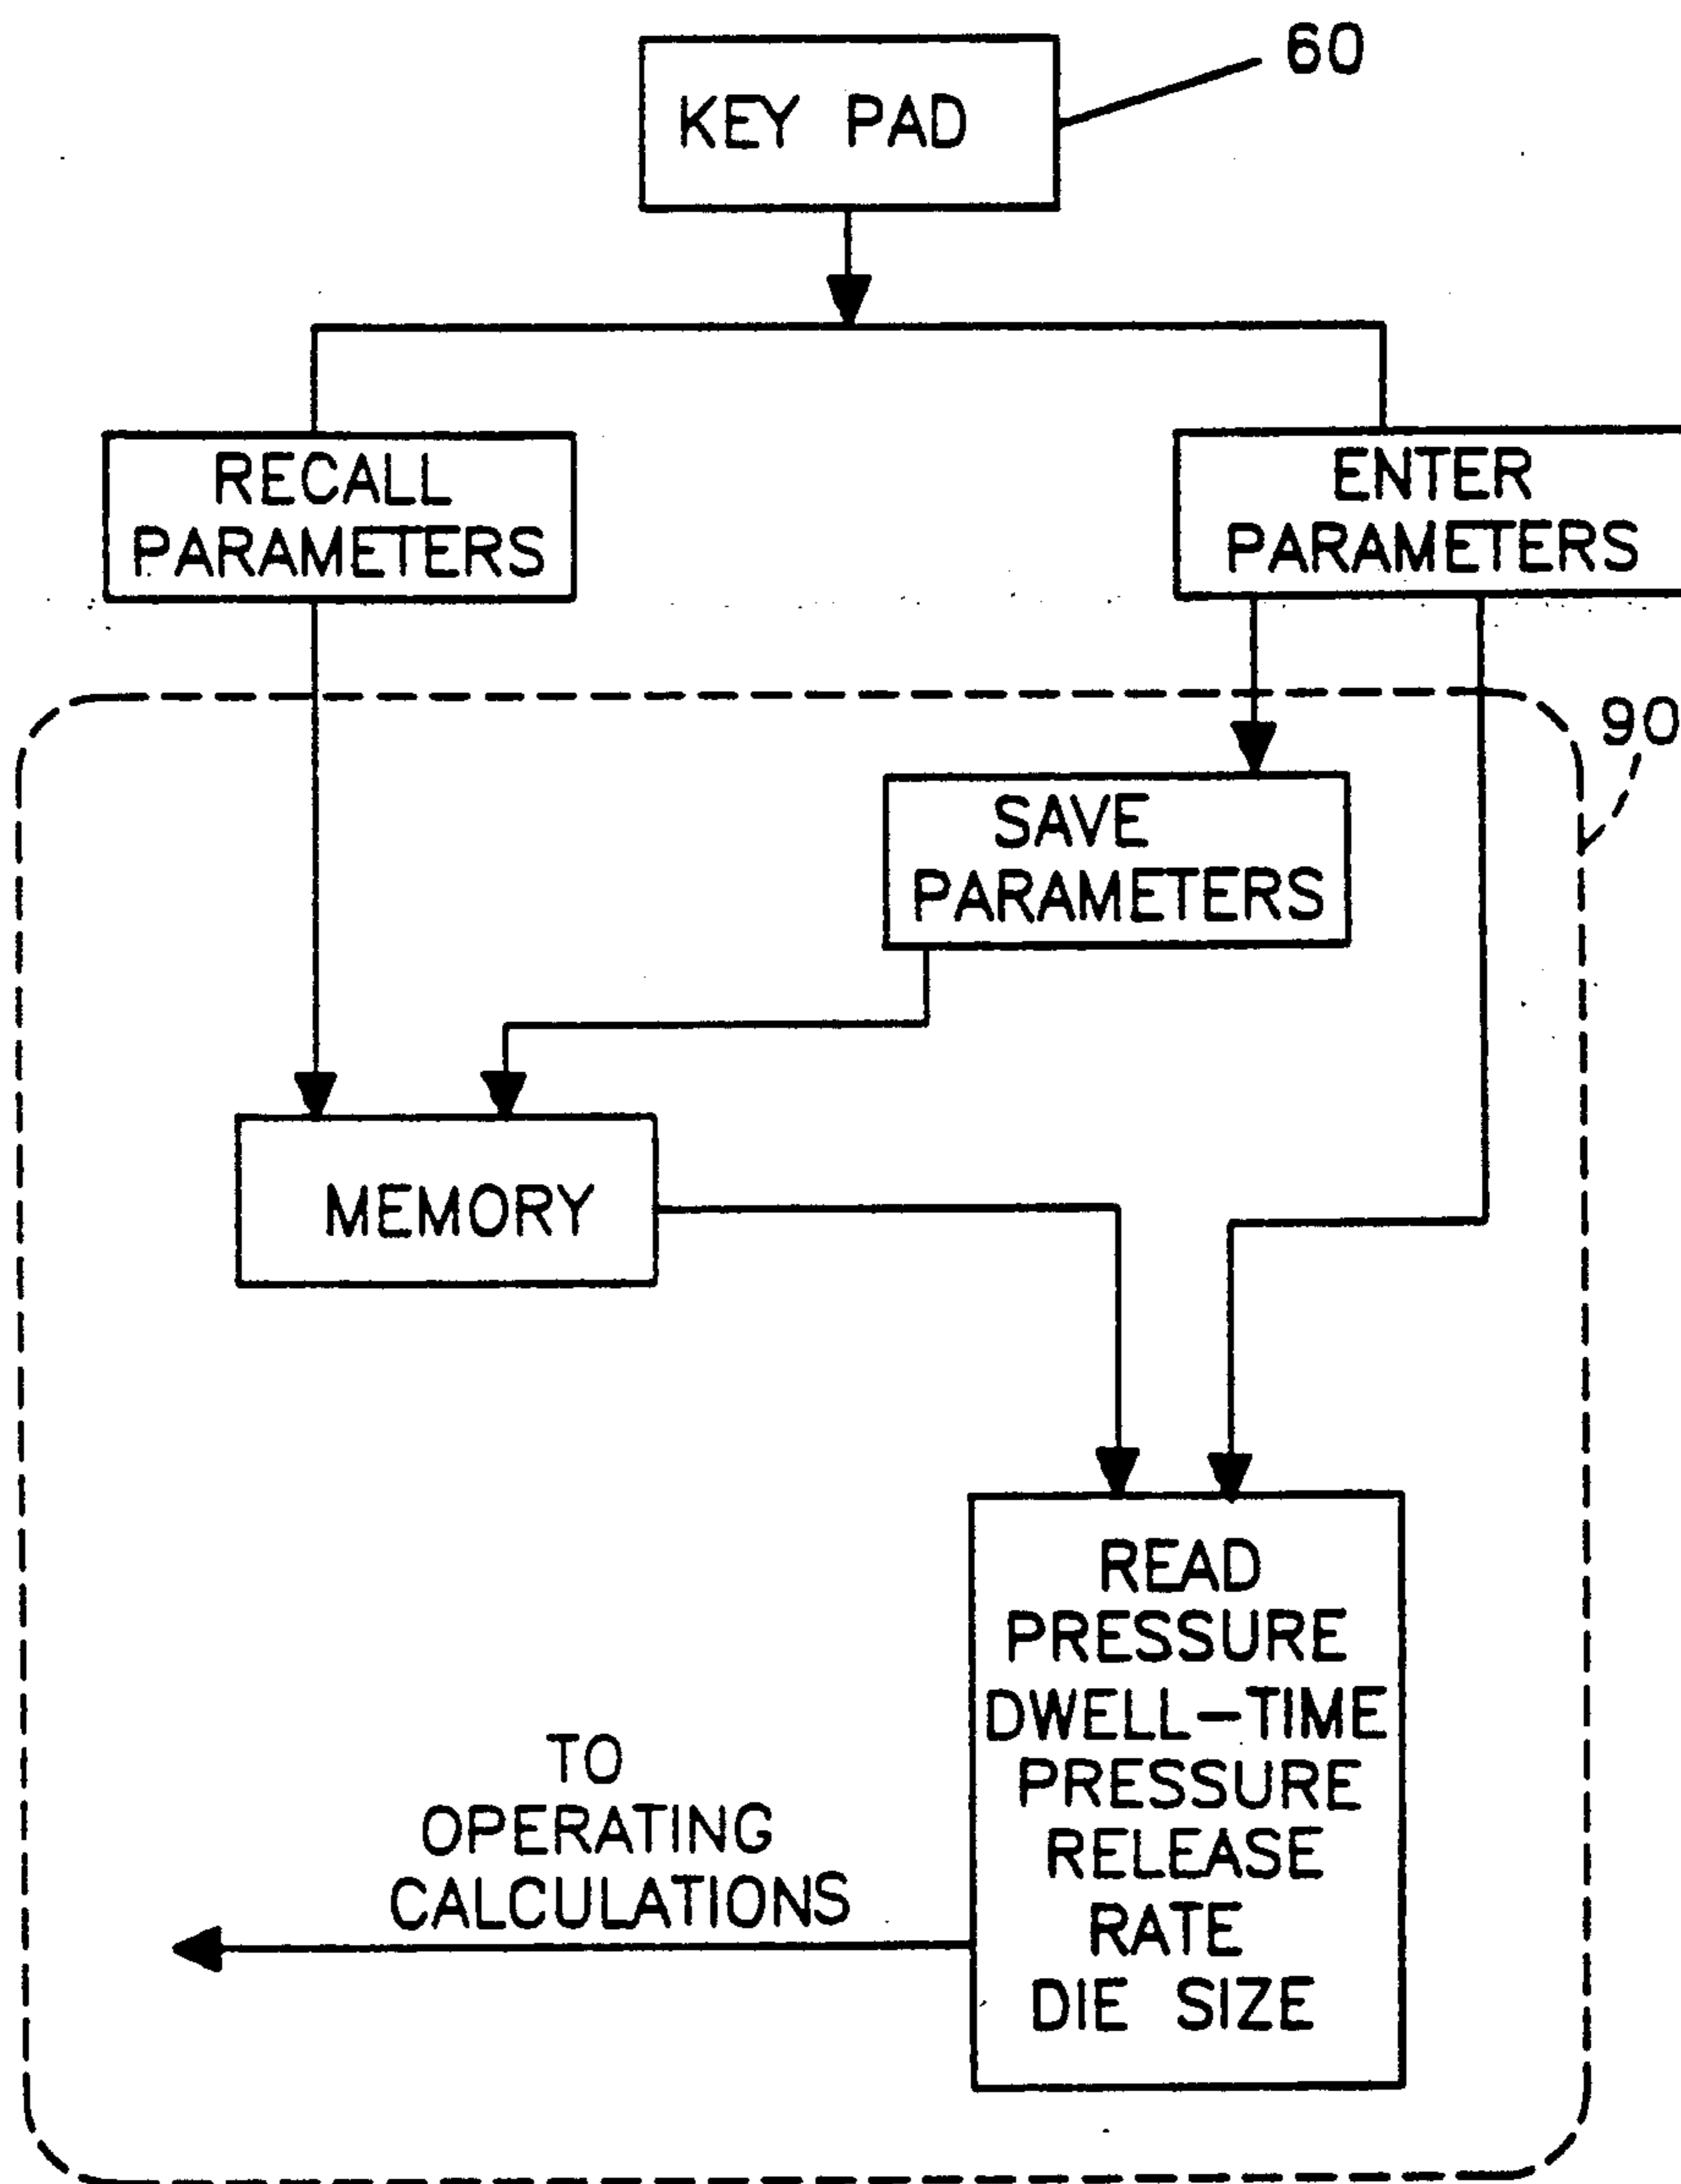 60
KEY PAD
RECALL
PARAMETERS
ENTER
PARAMETERS
90
SAVE
PARAMETERS
MEMORY
READ
PRESSURE
DWELL-TIME
PRESSURE
RELEASE
RATE
DIE SIZE
TO
OPERATING
CALCULATIONS